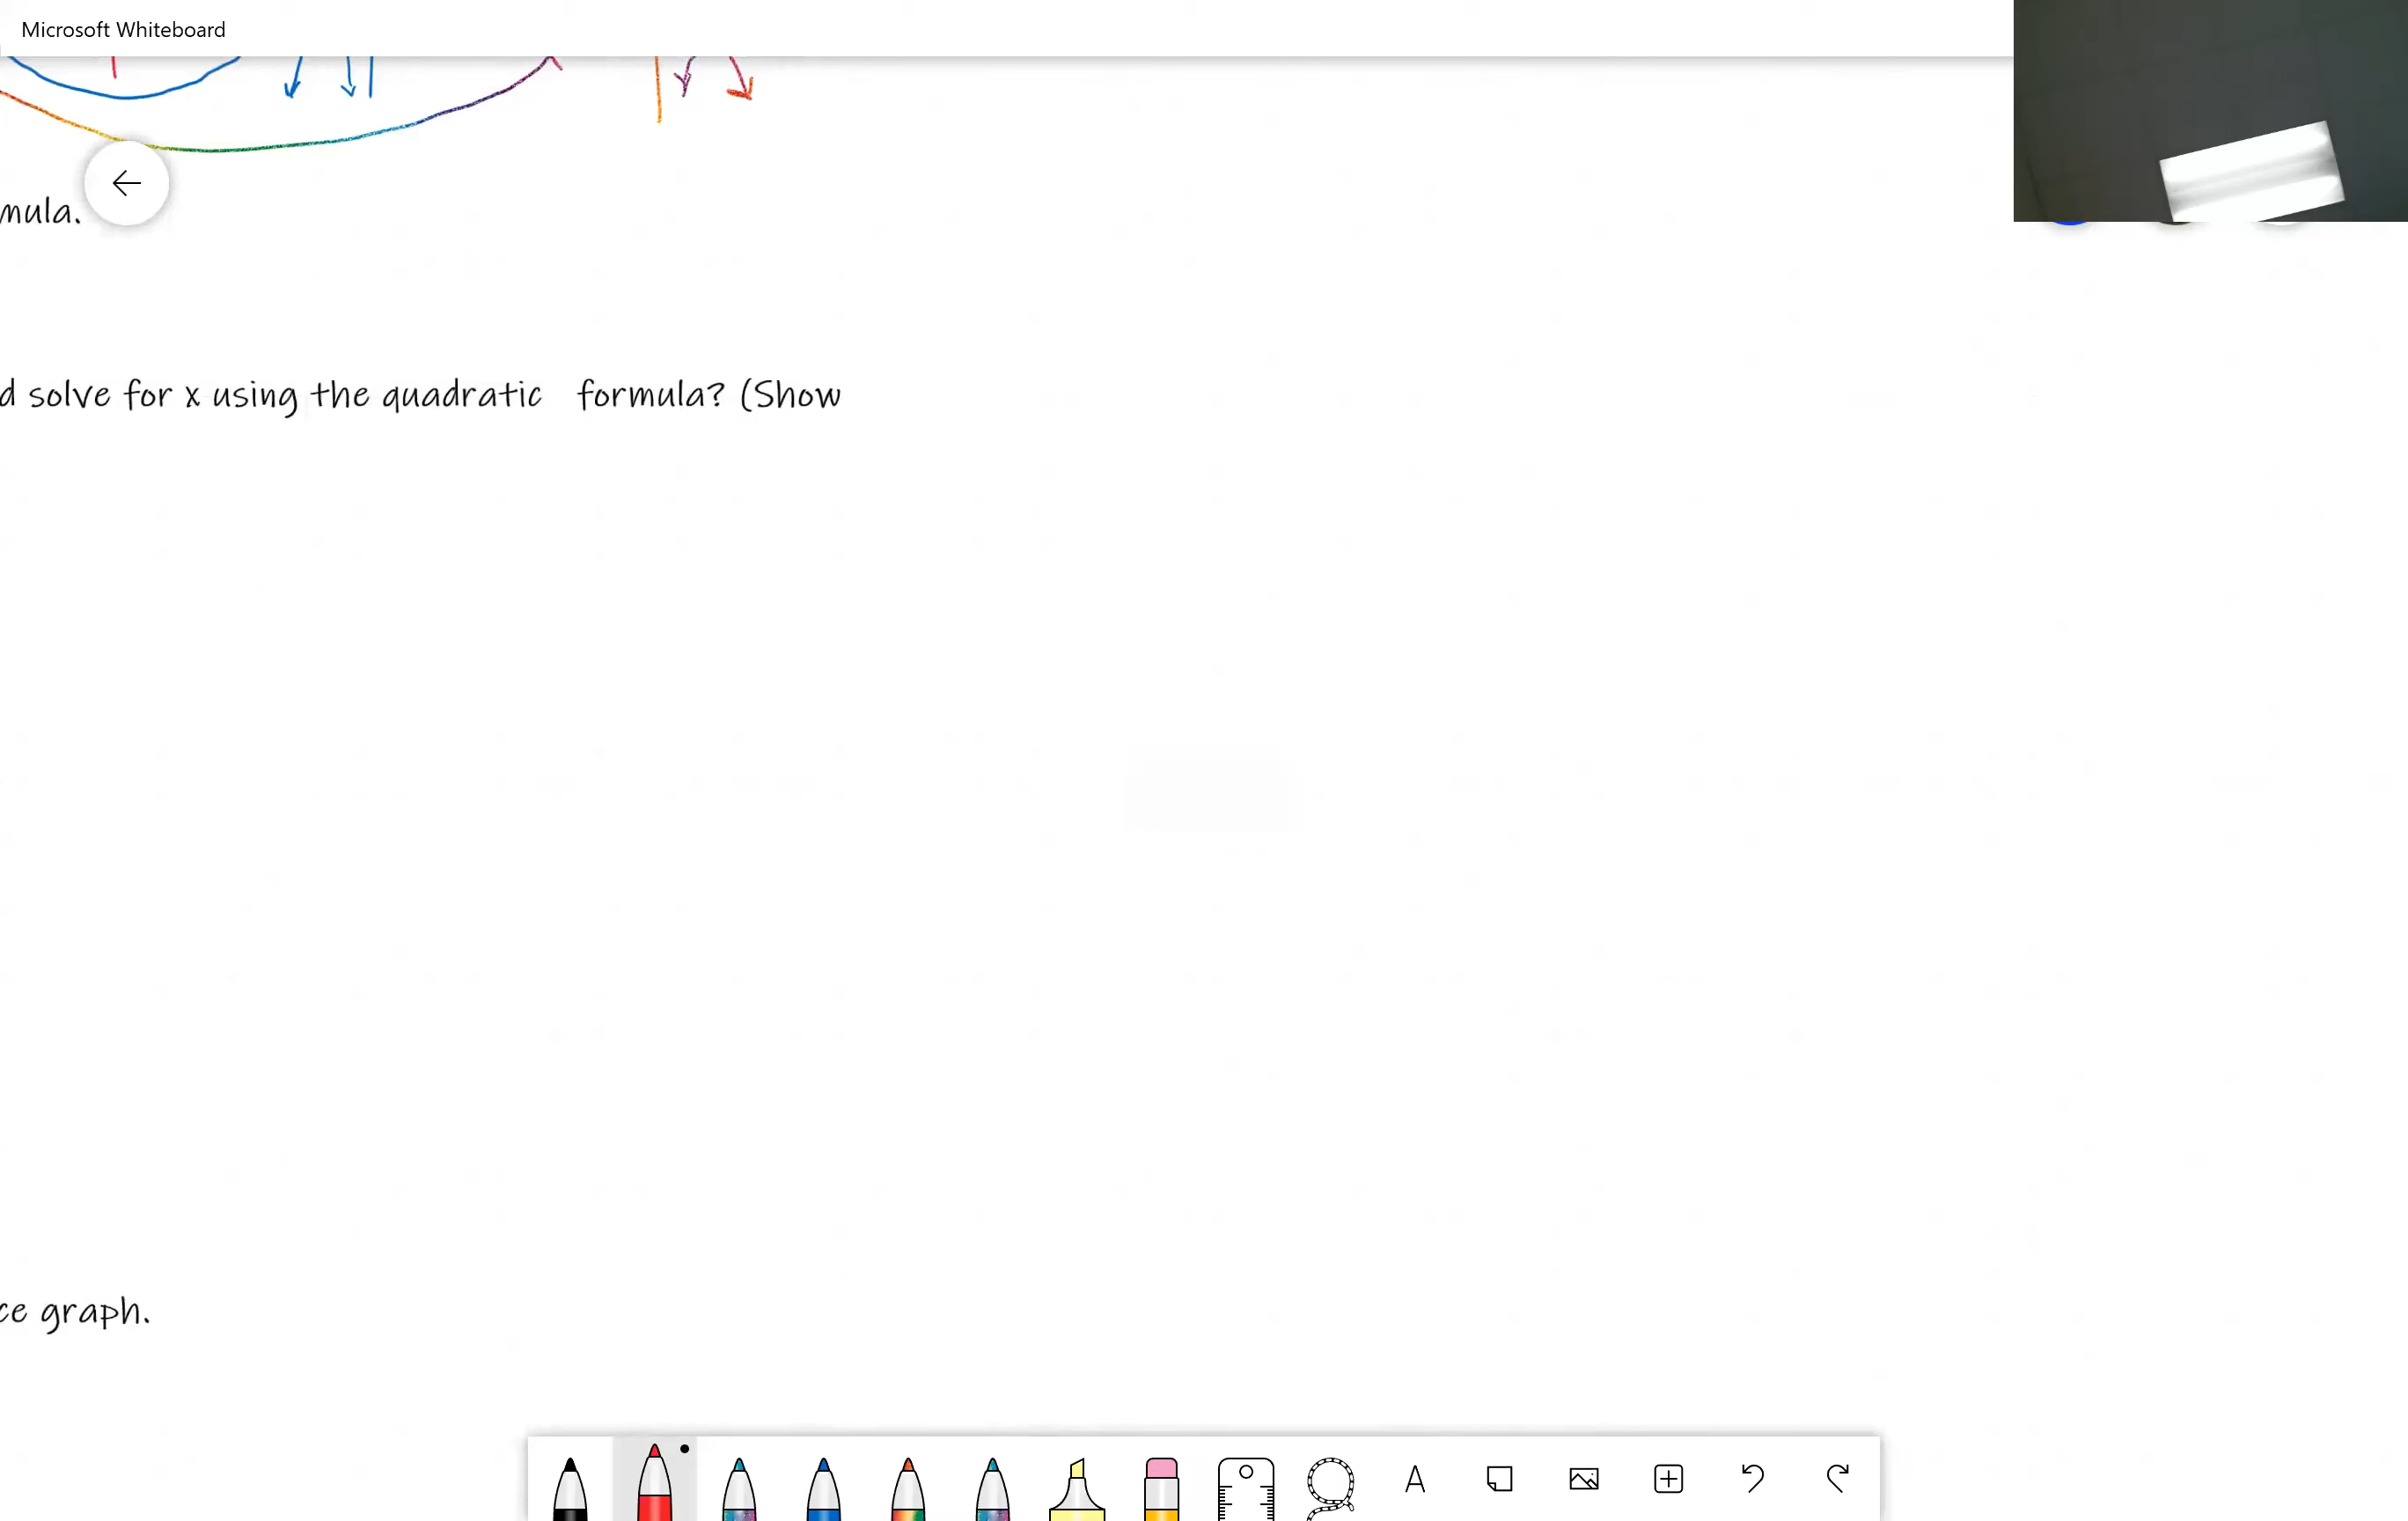 Microsoft Whiteboard
mula.
d solve for x using the quadratic formula? (Show
ce graph.